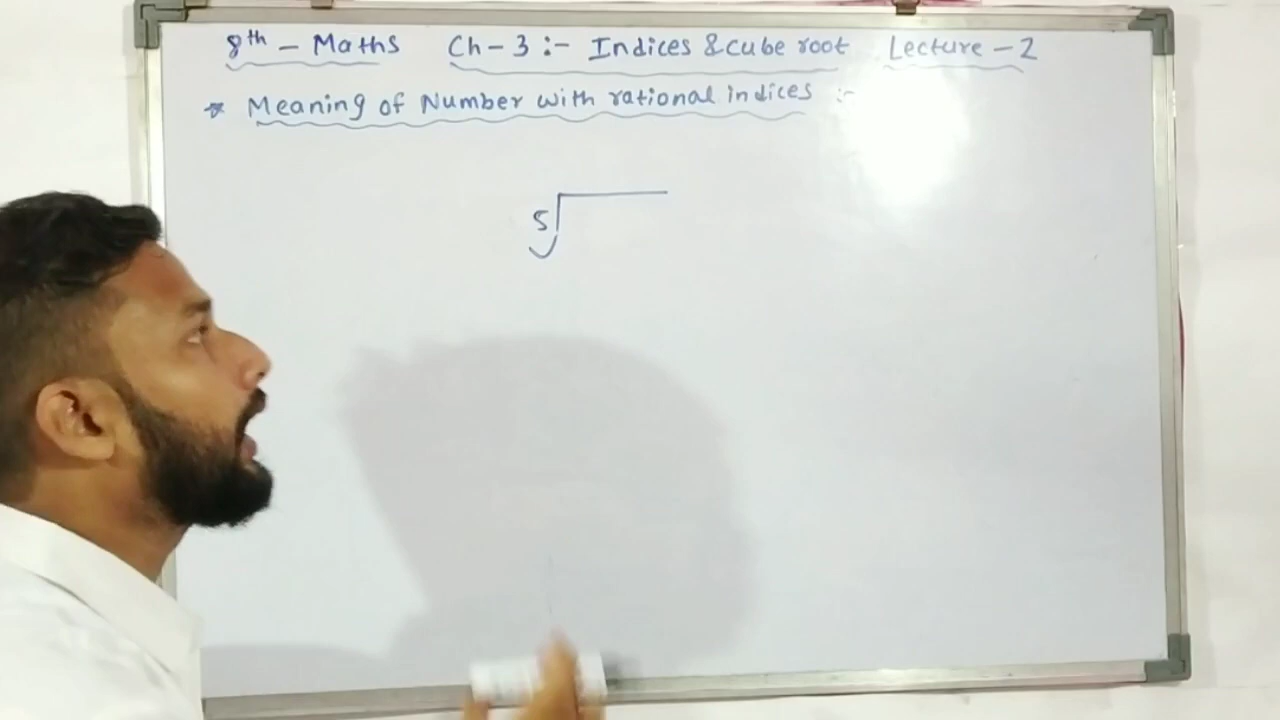 8th - Maths Ch-3 :- Indices & cube root Lecture - 2
* Meaning of Number with rational indices :-
5√